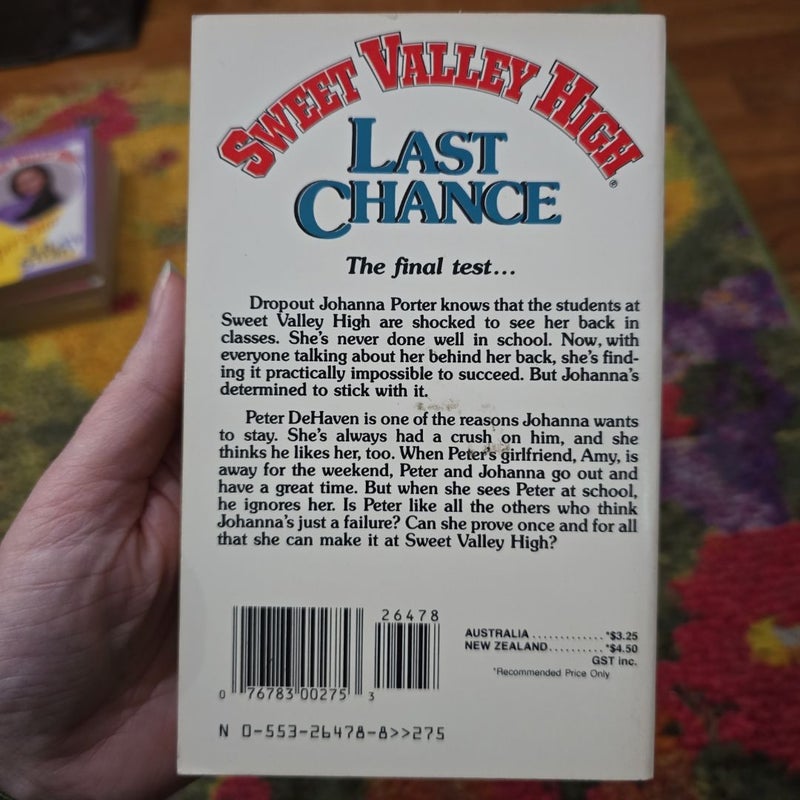 SWEET VALLEY HIGH®
LAST
CHANCE
The final test...
Dropout Johanna Porter knows that the students at
Sweet Valley High are shocked to see her back in
classes. She's never done well in school. Now, with
everyone talking about her behind her back, she's find-
ing it practically impossible to succeed. But Johanna's
determined to stick with it.
Peter DeHaven is one of the reasons Johanna wants
to stay. She's always had a crush on him, and she
thinks he likes her, too. When Peter's girlfriend, Amy, is
away for the weekend, Peter and Johanna go out and
have a great time. But when she sees Peter at school,
he ignores her. Is Peter like all the others who think
Johanna's just a failure? Can she prove once and for all
that she can make it at Sweet Valley High?
26478
AUSTRALIA ............ *$3.25
NEW ZEALAND .......... *$4.50
GST inc.
*Recommended Price Only
0 76783 00275 3
N 0-553-26478-8>>275